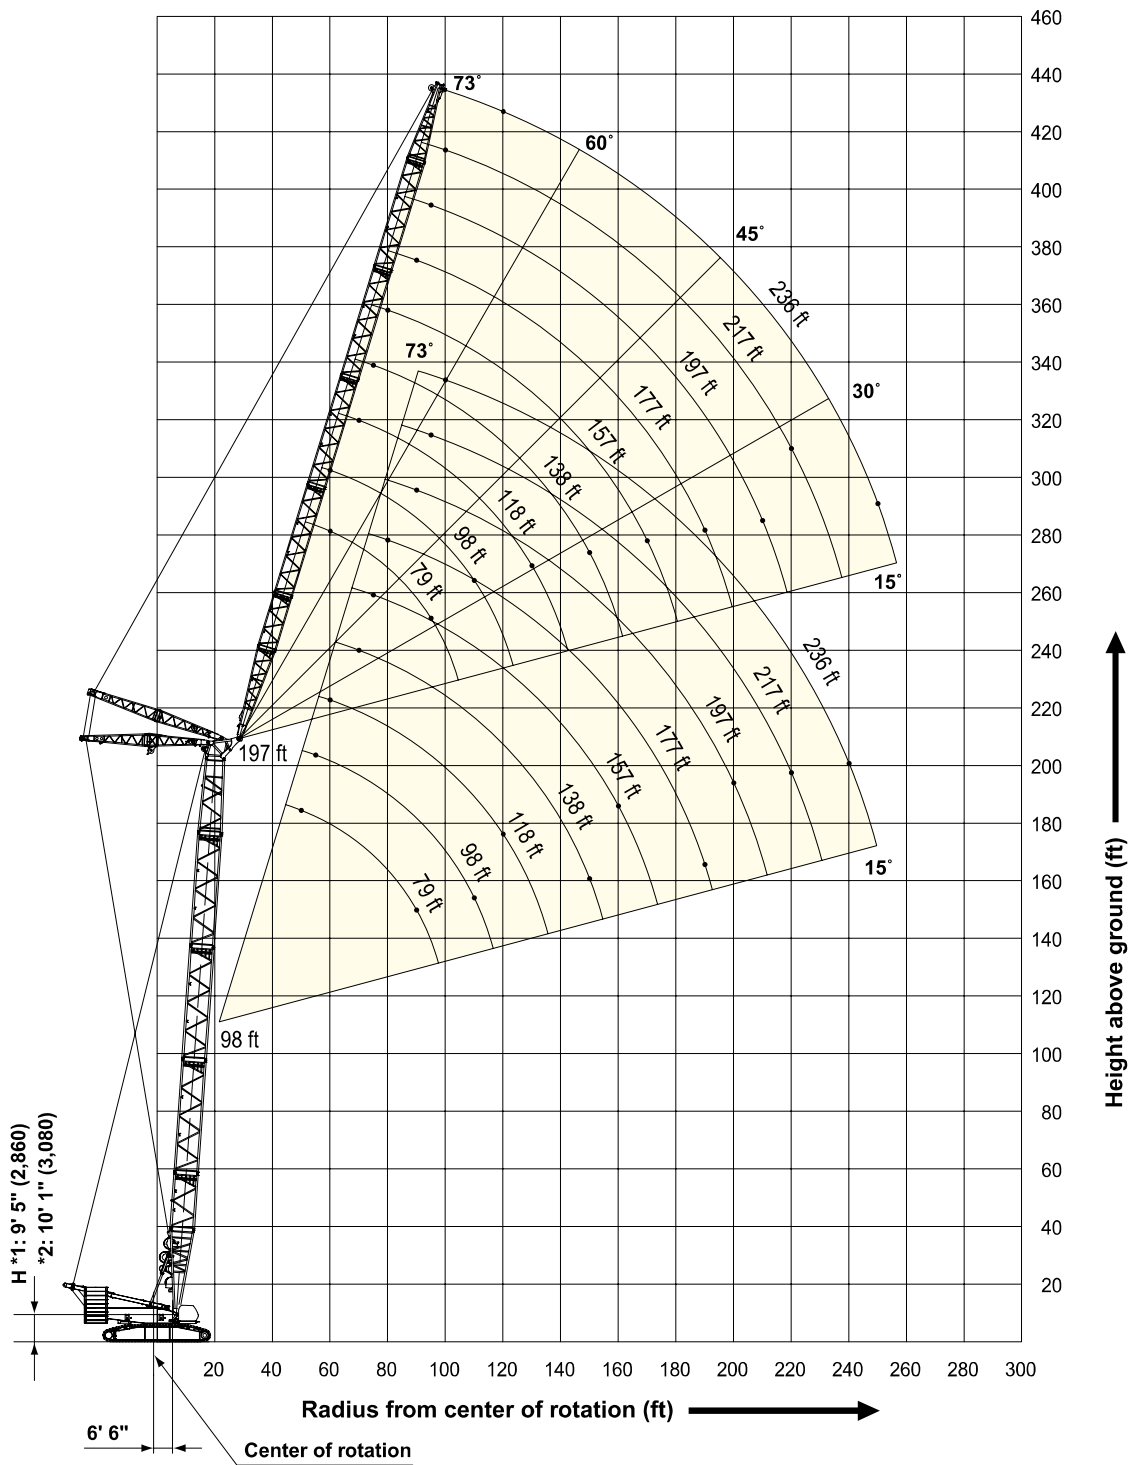 460
440
73°
420
60°
400
380
45°
360
236 ft
217 ft
340
73°
197 ft
30°
177 ft
320
157 ft
300
138 ft
118 ft
280
98 ft
79 ft
15°
260
240
236 ft
217 ft
220
197 ft
197 ft
177 ft
200
157 ft
180
138 ft
118 ft
15°
98 ft
160
79 ft
140
120
98 ft
100
80
60
40
20
Height above ground (ft)
H *1: 9' 5" (2,860)
*2: 10' 1" (3,080)
20 40 60 80 100 120 140 160 180 200 220 240 260 280 300
Radius from center of rotation (ft)
6' 6"
Center of rotation